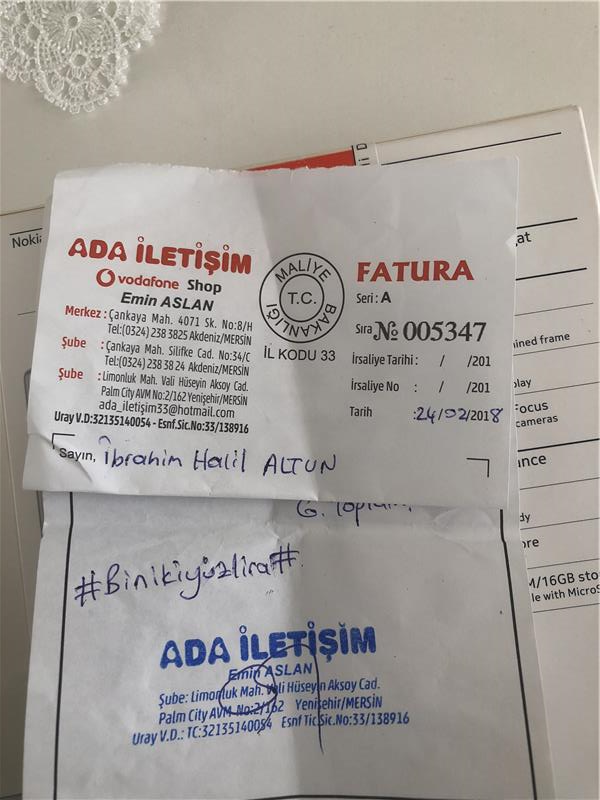 Nokia
ADA İLETİŞİM
vodafone Shop
Emin ASLAN
Merkez : Çankaya Mah. 4071 Sk. No:8/H
Tel:(0324) 238 3825 Akdeniz/MERSİN
Şube : Çankaya Mah. Silifke Cad. No:34/C
Tel:(0324) 238 38 24 Akdeniz/MERSİN
Şube : Limonluk Mah. Vali Hüseyin Aksoy Cad.
Palm City AVM No:2/162 Yenişehir/MERSİN
ada_iletisim33@hotmail.com
Uray V.D:32135140054 - Esnf.Sic.No:33/138916
MALİYE
T.C.
BAKANLIĞI
İL KODU 33
FATURA
Seri : A
Sıra № 005347
İrsaliye Tarihi : / /201
İrsaliye No : / /201
Tarih :24/02/2018
Sayın, İbrahim Halil ALTUN
G. Toplam
#Binikiyüzlira#
ADA İLETİŞİM
Emin ASLAN
Şube: Limonluk Mah. Vali Hüseyin Aksoy Cad.
Palm City AVM No:2/162 Yenişehir/MERSİN
Uray V.D.: TC:32135140054 Esnf Tic.Sic.No:33/138916
at
ined frame
play
Focus
cameras
nce
dy
ore
M/16GB sto
le with MicroS